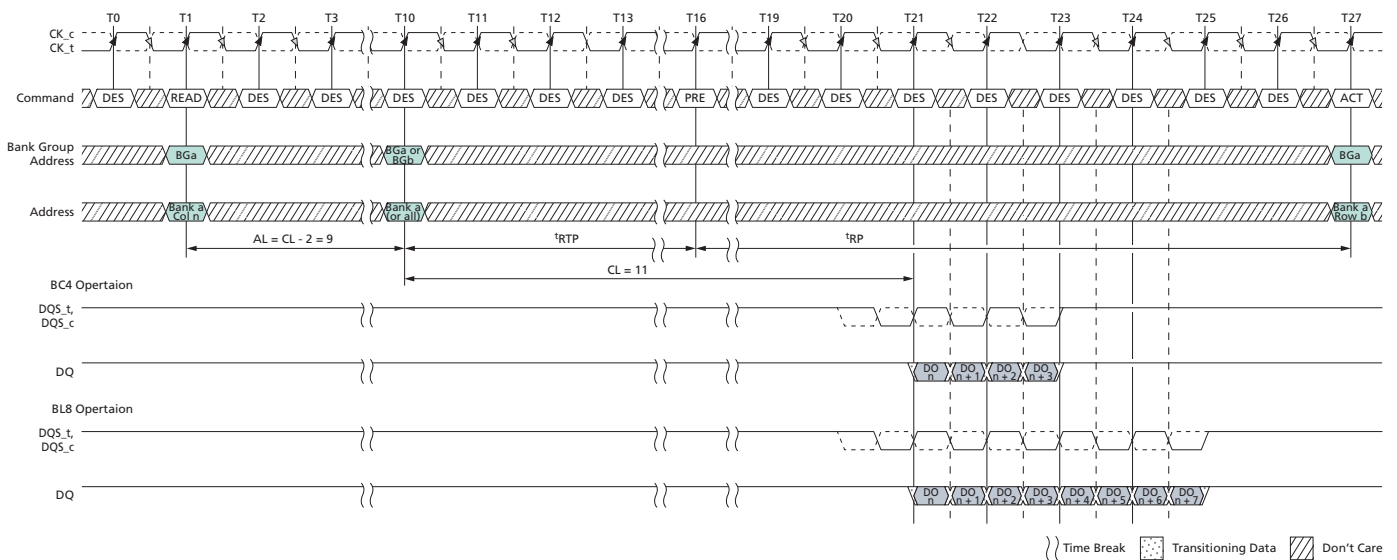 T0 T1 T2 T3 T10 T11 T12 T13 T16 T19 T20 T21 T22 T23 T24 T25 T26 T27
CK_c
CK_t
Command DES READ DES DES DES DES DES DES PRE DES DES DES DES DES DES DES DES ACT
Bank Group
Address
BGa
BGa or
BGb
BGa
Address
Bank a
Col n
Bank a
(or all)
Bank a
Row b
AL = CL - 2 = 9
tRTP
tRP
CL = 11
BC4 Opertaion
DQS_t,
DQS_c
DQ
DO
n
DO
n + 1
DO
n + 2
DO
n + 3
BL8 Opertaion
DQS_t,
DQS_c
DQ
DO
n
DO
n + 1
DO
n + 2
DO
n + 3
DO
n + 4
DO
n + 5
DO
n + 6
DO
n + 7
Time Break Transitioning Data Don't Care